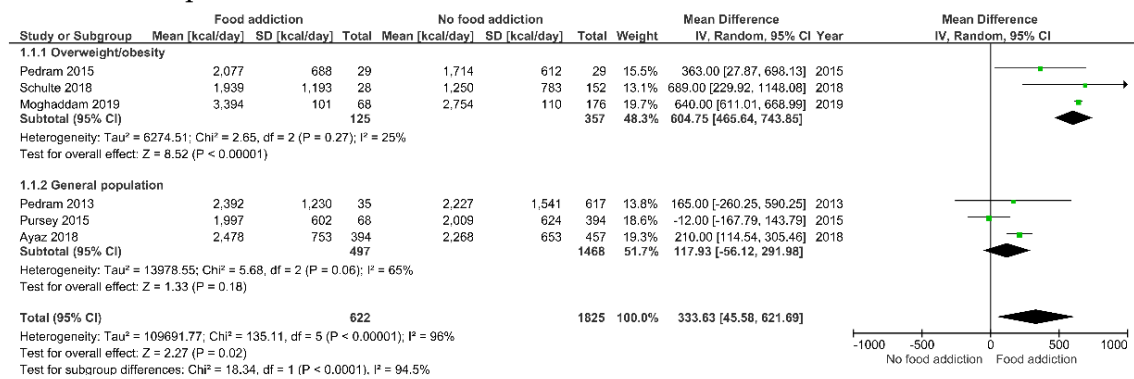 Food addiction No food addiction Mean Difference Mean Difference
Study or Subgroup Mean [kcal/day] SD [kcal/day] Total Mean [kcal/day] SD [kcal/day] Total Weight IV, Random, 95% CI Year IV, Random, 95% CI
1.1.1 Overweight/obesity
Pedram 2015 2,077 688 29 1,714 612 29 15.5% 363.00 [27.87, 698.13] 2015
Schulte 2018 1,939 1,193 28 1,250 783 152 13.1% 689.00 [229.92, 1148.08] 2018
Moghaddam 2019 3,394 101 68 2,754 110 176 19.7% 640.00 [611.01, 668.99] 2019
Subtotal (95% CI) 125 357 48.3% 604.75 [465.64, 743.85]
Heterogeneity: Tau² = 6274.51; Chi² = 2.65, df = 2 (P = 0.27); I² = 25%
Test for overall effect: Z = 8.52 (P < 0.00001)
1.1.2 General population
Pedram 2013 2,392 1,230 35 2,227 1,541 617 13.8% 165.00 [-260.25, 590.25] 2013
Pursey 2015 1,997 602 68 2,009 624 394 18.6% -12.00 [-167.79, 143.79] 2015
Ayaz 2018 2,478 753 394 2,268 653 457 19.3% 210.00 [114.54, 305.46] 2018
Subtotal (95% CI) 497 1468 51.7% 117.93 [-56.12, 291.98]
Heterogeneity: Tau² = 13978.55; Chi² = 5.68, df = 2 (P = 0.06); I² = 65%
Test for overall effect: Z = 1.33 (P = 0.18)
Total (95% CI) 622 1825 100.0% 333.63 [45.58, 621.69]
Heterogeneity: Tau² = 109691.77; Chi² = 135.11, df = 5 (P < 0.00001); I² = 96%
Test for overall effect: Z = 2.27 (P = 0.02)
Test for subgroup differences: Chi² = 18.34, df = 1 (P < 0.0001), I² = 94.5%
-1000 -500 0 500 1000
No food addiction Food addiction